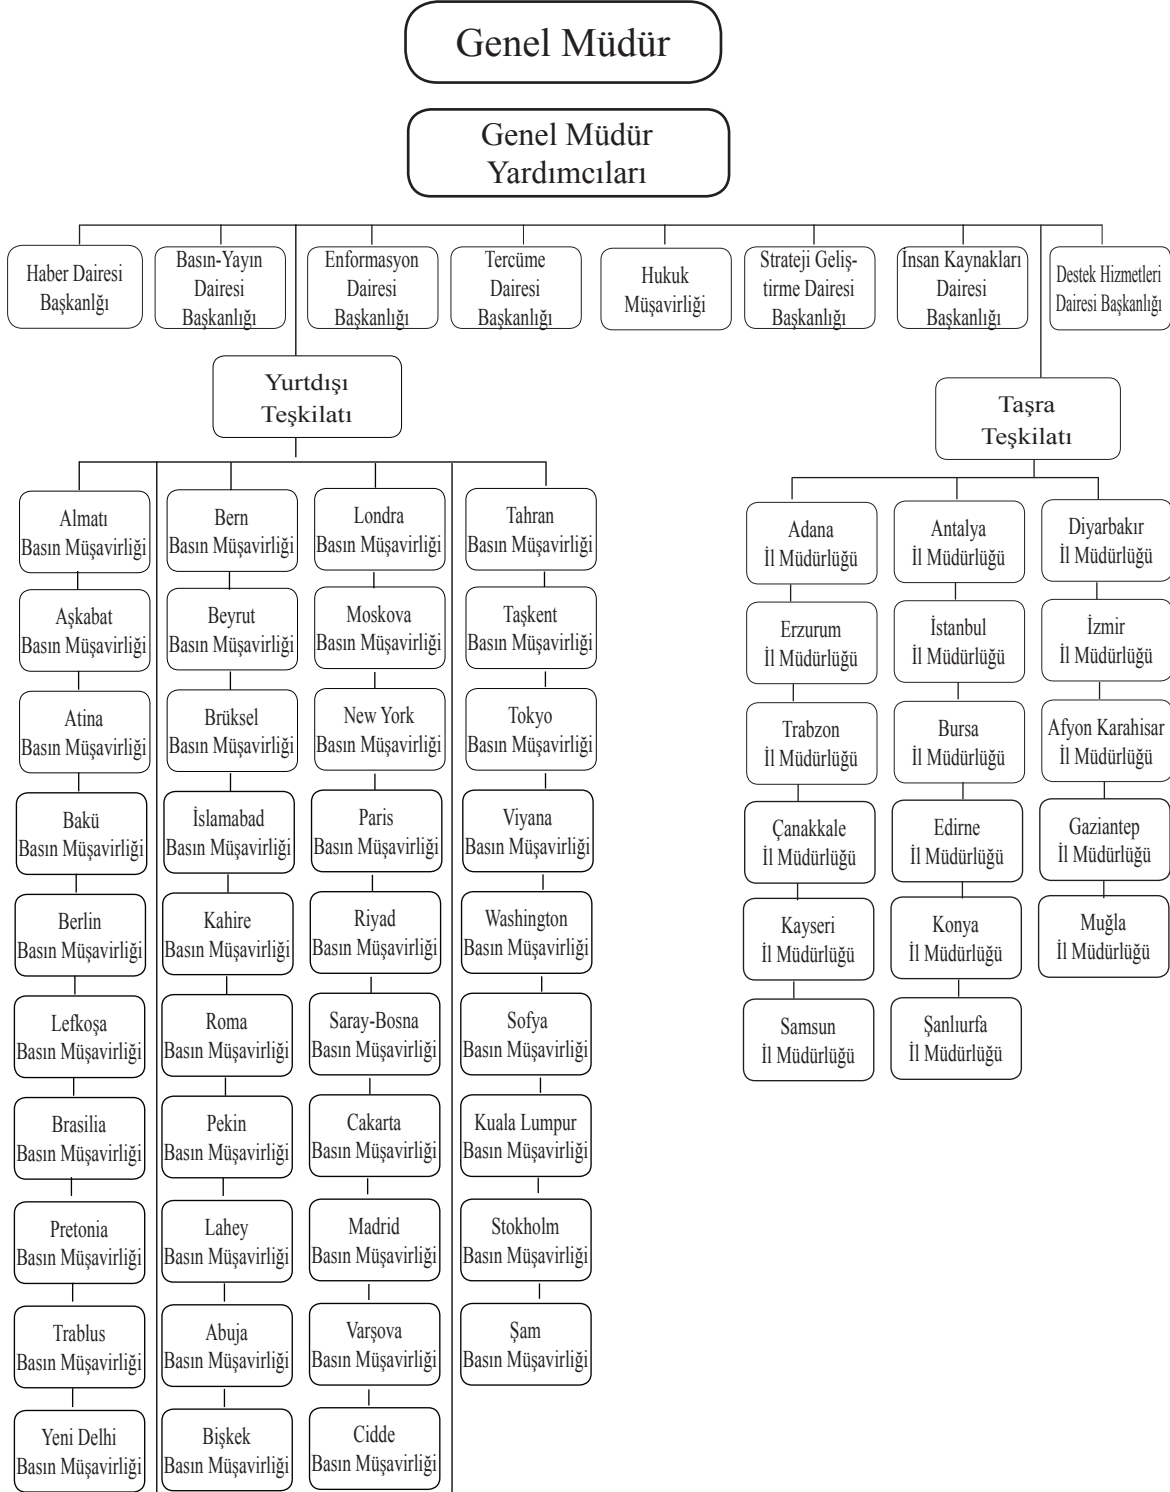 Genel Müdür
Genel Müdür
Yardımcıları
Haber Dairesi
Başkanlğı
Basın-Yayın
Dairesi
Başkanlığı
Enformasyon
Dairesi
Başkanlığı
Tercüme
Dairesi
Başkanlığı
Hukuk
Müşavirliği
Strateji Geliş-
tirme Dairesi
Başkanlığı
İnsan Kaynakları
Dairesi
Başkanlığı
Destek Hizmetleri
Dairesi Başkanlığı
Yurtdışı
Teşkilatı
Almatı
Basın Müşavirliği
Aşkabat
Basın Müşavirliği
Atina
Basın Müşavirliği
Bakü
Basın Müşavirliği
Berlin
Basın Müşavirliği
Lefkoşa
Basın Müşavirliği
Brasilia
Basın Müşavirliği
Pretonia
Basın Müşavirliği
Trablus
Basın Müşavirliği
Yeni Delhi
Basın Müşavirliği
Bern
Basın Müşavirliği
Beyrut
Basın Müşavirliği
Brüksel
Basın Müşavirliği
İslamabad
Basın Müşavirliği
Kahire
Basın Müşavirliği
Roma
Basın Müşavirliği
Pekin
Basın Müşavirliği
Lahey
Basın Müşavirliği
Abuja
Basın Müşavirliği
Bişkek
Basın Müşavirliği
Londra
Basın Müşavirliği
Moskova
Basın Müşavirliği
New York
Basın Müşavirliği
Paris
Basın Müşavirliği
Riyad
Basın Müşavirliği
Saray-Bosna
Basın Müşavirliği
Cakarta
Basın Müşavirliği
Madrid
Basın Müşavirliği
Varşova
Basın Müşavirliği
Cidde
Basın Müşavirliği
Tahran
Basın Müşavirliği
Taşkent
Basın Müşavirliği
Tokyo
Basın Müşavirliği
Viyana
Basın Müşavirliği
Washington
Basın Müşavirliği
Sofya
Basın Müşavirliği
Kuala Lumpur
Basın Müşavirliği
Stokholm
Basın Müşavirliği
Şam
Basın Müşavirliği
Taşra
Teşkilatı
Adana
İl Müdürlüğü
Erzurum
İl Müdürlüğü
Trabzon
İl Müdürlüğü
Çanakkale
İl Müdürlüğü
Kayseri
İl Müdürlüğü
Samsun
İl Müdürlüğü
Antalya
İl Müdürlüğü
İstanbul
İl Müdürlüğü
Bursa
İl Müdürlüğü
Edirne
İl Müdürlüğü
Konya
İl Müdürlüğü
Şanlıurfa
İl Müdürlüğü
Diyarbakır
İl Müdürlüğü
İzmir
İl Müdürlüğü
Afyon Karahisar
İl Müdürlüğü
Gaziantep
İl Müdürlüğü
Muğla
İl Müdürlüğü